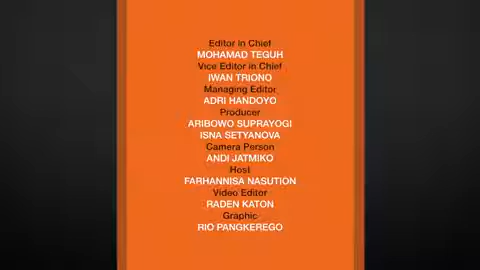 Editor in Chief
MOHAMAD TEGUH
Vice Editor in Chief
IWAN TRIONO
Managing Editor
ADRI HANDOYO
Producer
ARIBOWO SUPRAYOGI
ISNA SETYANOVA
Camera Person
ANDI JATMIKO
Host
FARHANNISA NASUTION
Video Editor
RADEN KATON
Graphic
RIO PANGKEREGO